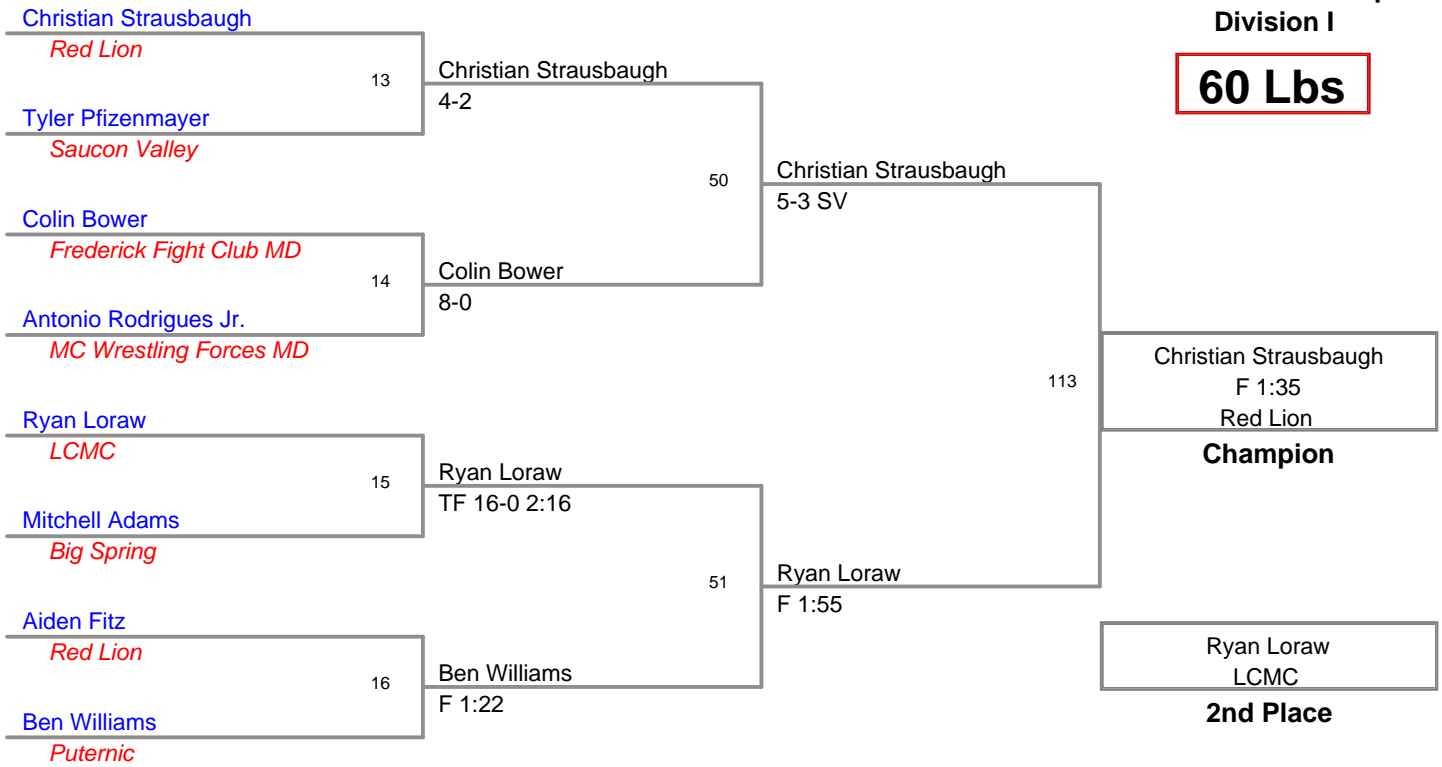 Division I
60 Lbs
Christian Strausbaugh
Red Lion
13
Tyler Pfizenmayer
Saucon Valley
Christian Strausbaugh
4-2
Colin Bower
Frederick Fight Club MD
14
Antonio Rodrigues Jr.
MC Wrestling Forces MD
Colin Bower
8-0
50
Christian Strausbaugh
5-3 SV
Ryan Loraw
LCMC
15
Mitchell Adams
Big Spring
Ryan Loraw
TF 16-0 2:16
Aiden Fitz
Red Lion
16
Ben Williams
Puternic
Ben Williams
F 1:22
51
Ryan Loraw
F 1:55
113
Christian Strausbaugh
F 1:35
Red Lion
Champion
Ryan Loraw
LCMC
2nd Place